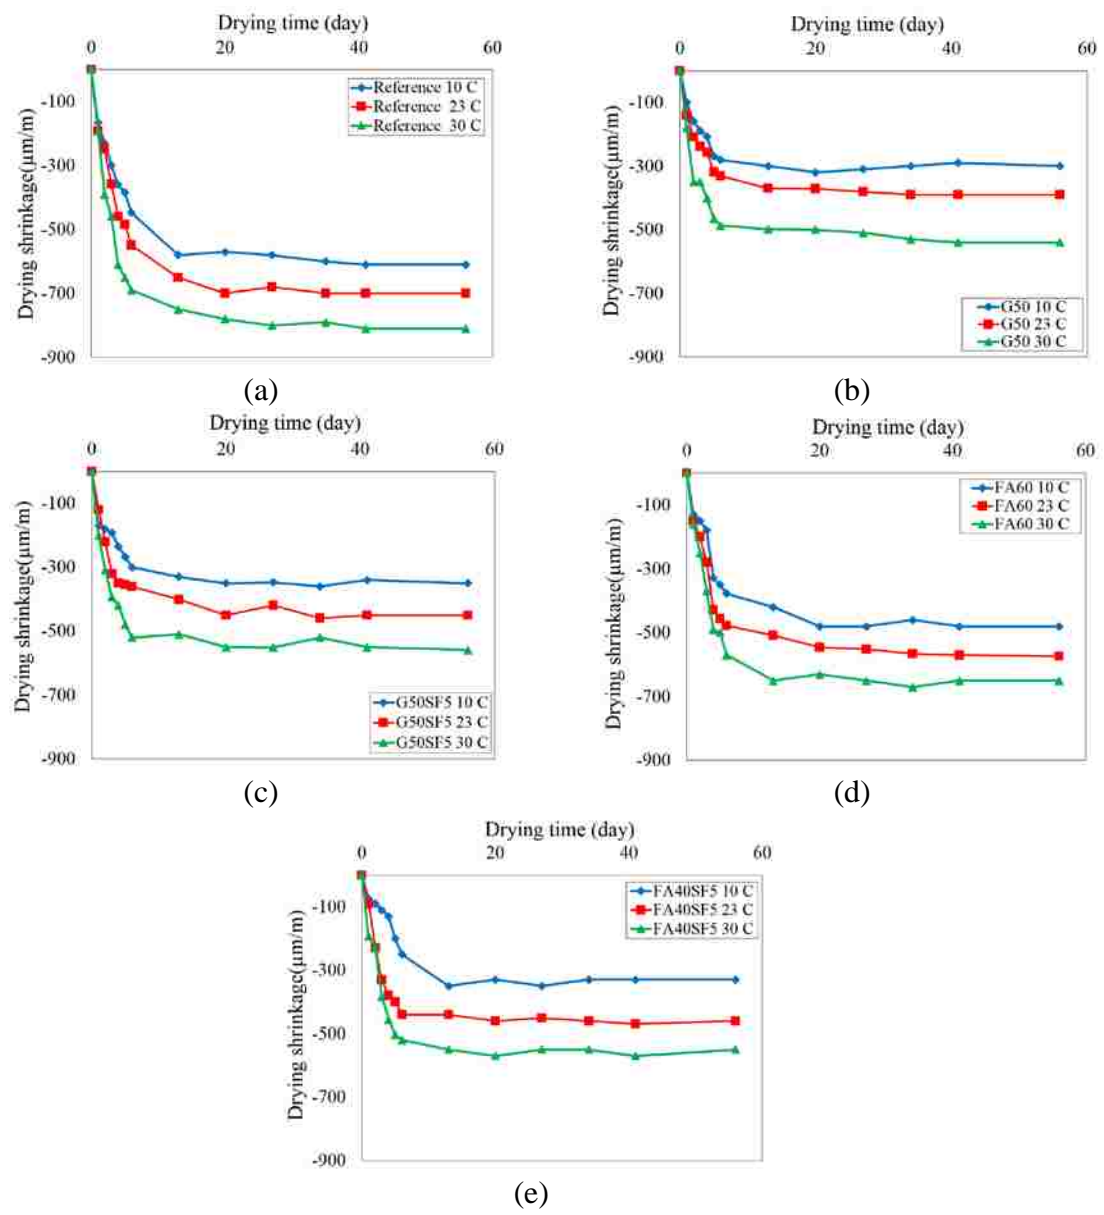 Drying time (day)
0 20 40 60
-100
-300
-500
-700
-900
Drying shrinkage(µm/m)
Reference 10 C
Reference 23 C
Reference 30 C
(a)
Drying time (day)
0 20 40 60
-100
-300
-500
-700
-900
Drying shrinkage(µm/m)
G50 10 C
G50 23 C
G50 30 C
(b)
Drying time (day)
0 20 40 60
-100
-300
-500
-700
-900
Drying shrinkage(µm/m)
G50SF5 10 C
G50SF5 23 C
G50SF5 30 C
(c)
Drying time (day)
0 20 40 60
-100
-300
-500
-700
-900
Drying shrinkage(µm/m)
FA60 10 C
FA60 23 C
FA60 30 C
(d)
Drying time (day)
0 20 40 60
-100
-300
-500
-700
-900
Drying shrinkage(µm/m)
FA40SF5 10 C
FA40SF5 23 C
FA40SF5 30 C
(e)